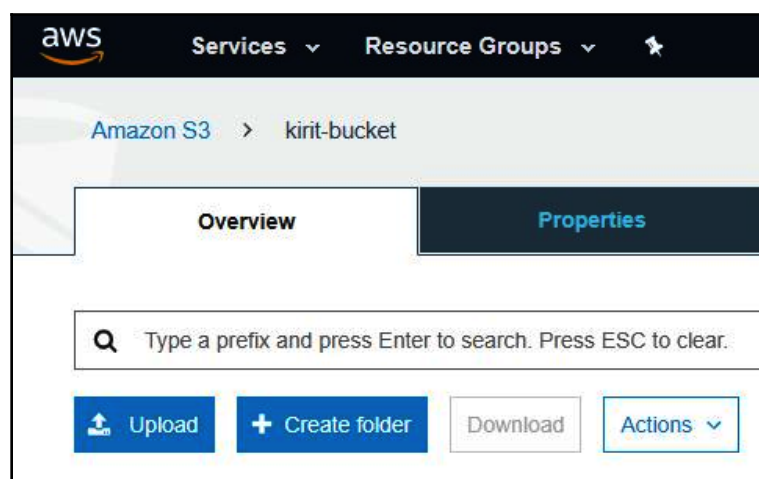 aws Services Resource Groups
Amazon S3 > kirit-bucket
Overview Properties
Type a prefix and press Enter to search. Press ESC to clear.
Upload + Create folder Download Actions